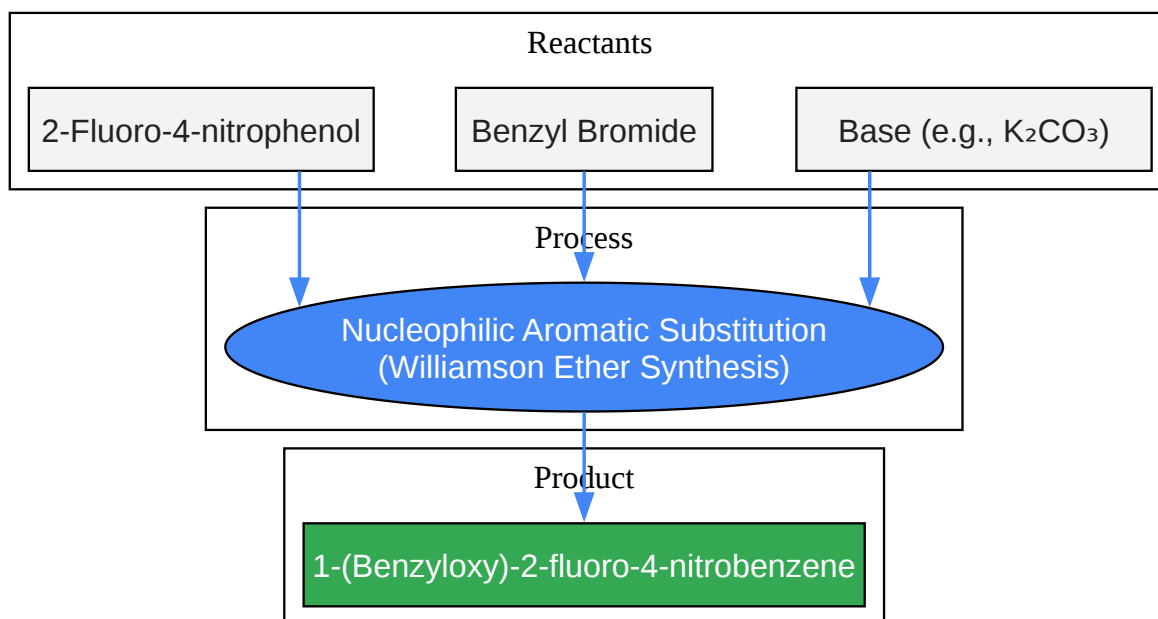 Reactants
2-Fluoro-4-nitrophenol
Benzyl Bromide
Base (e.g., K₂CO₃)
Process
Nucleophilic Aromatic Substitution
(Williamson Ether Synthesis)
Product
1-(Benzyloxy)-2-fluoro-4-nitrobenzene